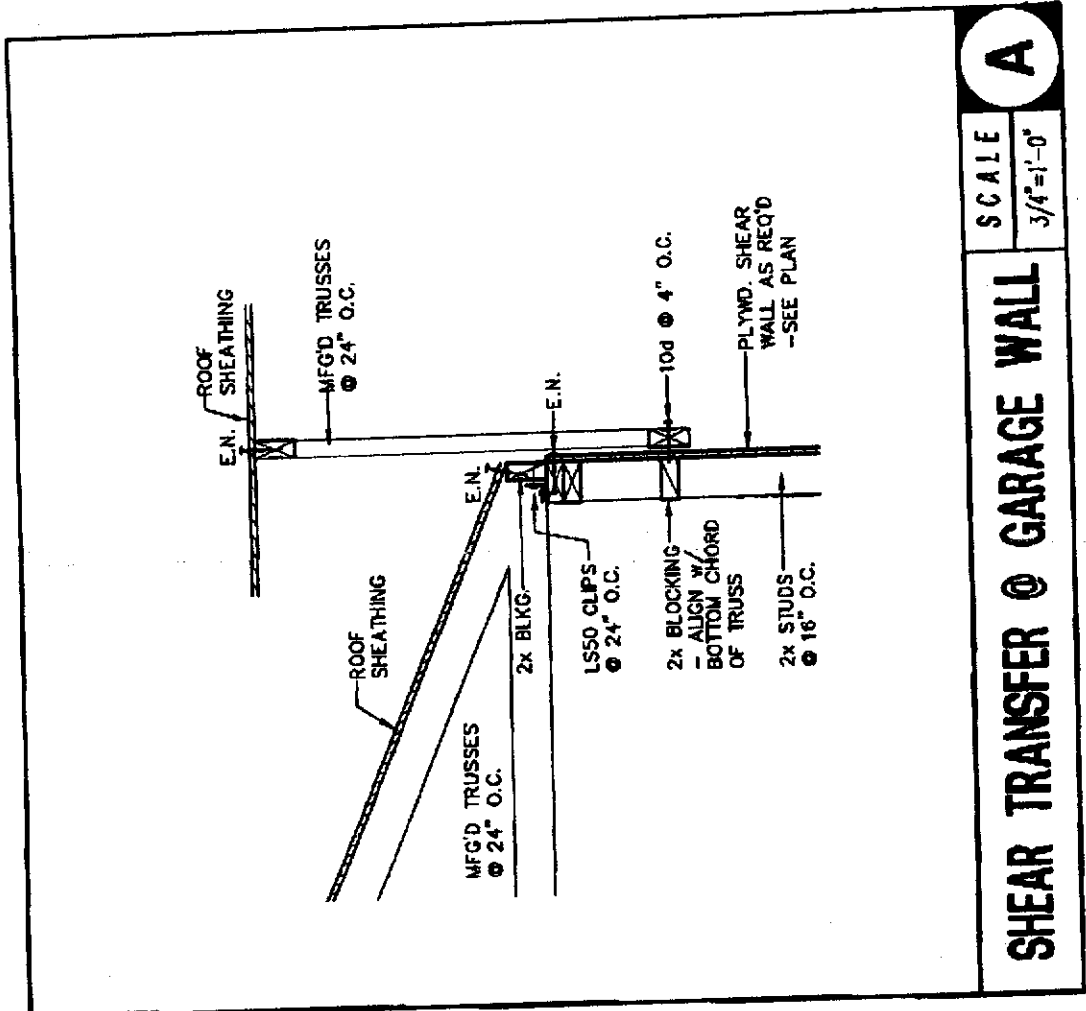 ROOF
SHEATHING
E.N.
MFG'D TRUSSES
@ 24" O.C.
ROOF
SHEATHING
E.N.
E.N.
MFG'D TRUSSES
@ 24" O.C.
2x BLKG.
LS50 CLIPS
@ 24" O.C.
10d @ 4" O.C.
2x BLOCKING
- ALIGN W/
BOTTOM CHORD
OF TRUSS
PLYWD. SHEAR
WALL AS REQ'D
-SEE PLAN
2x STUDS
@ 16" O.C.
SHEAR TRANSFER @ GARAGE WALL
SCALE
3/4"=1'-0"
A